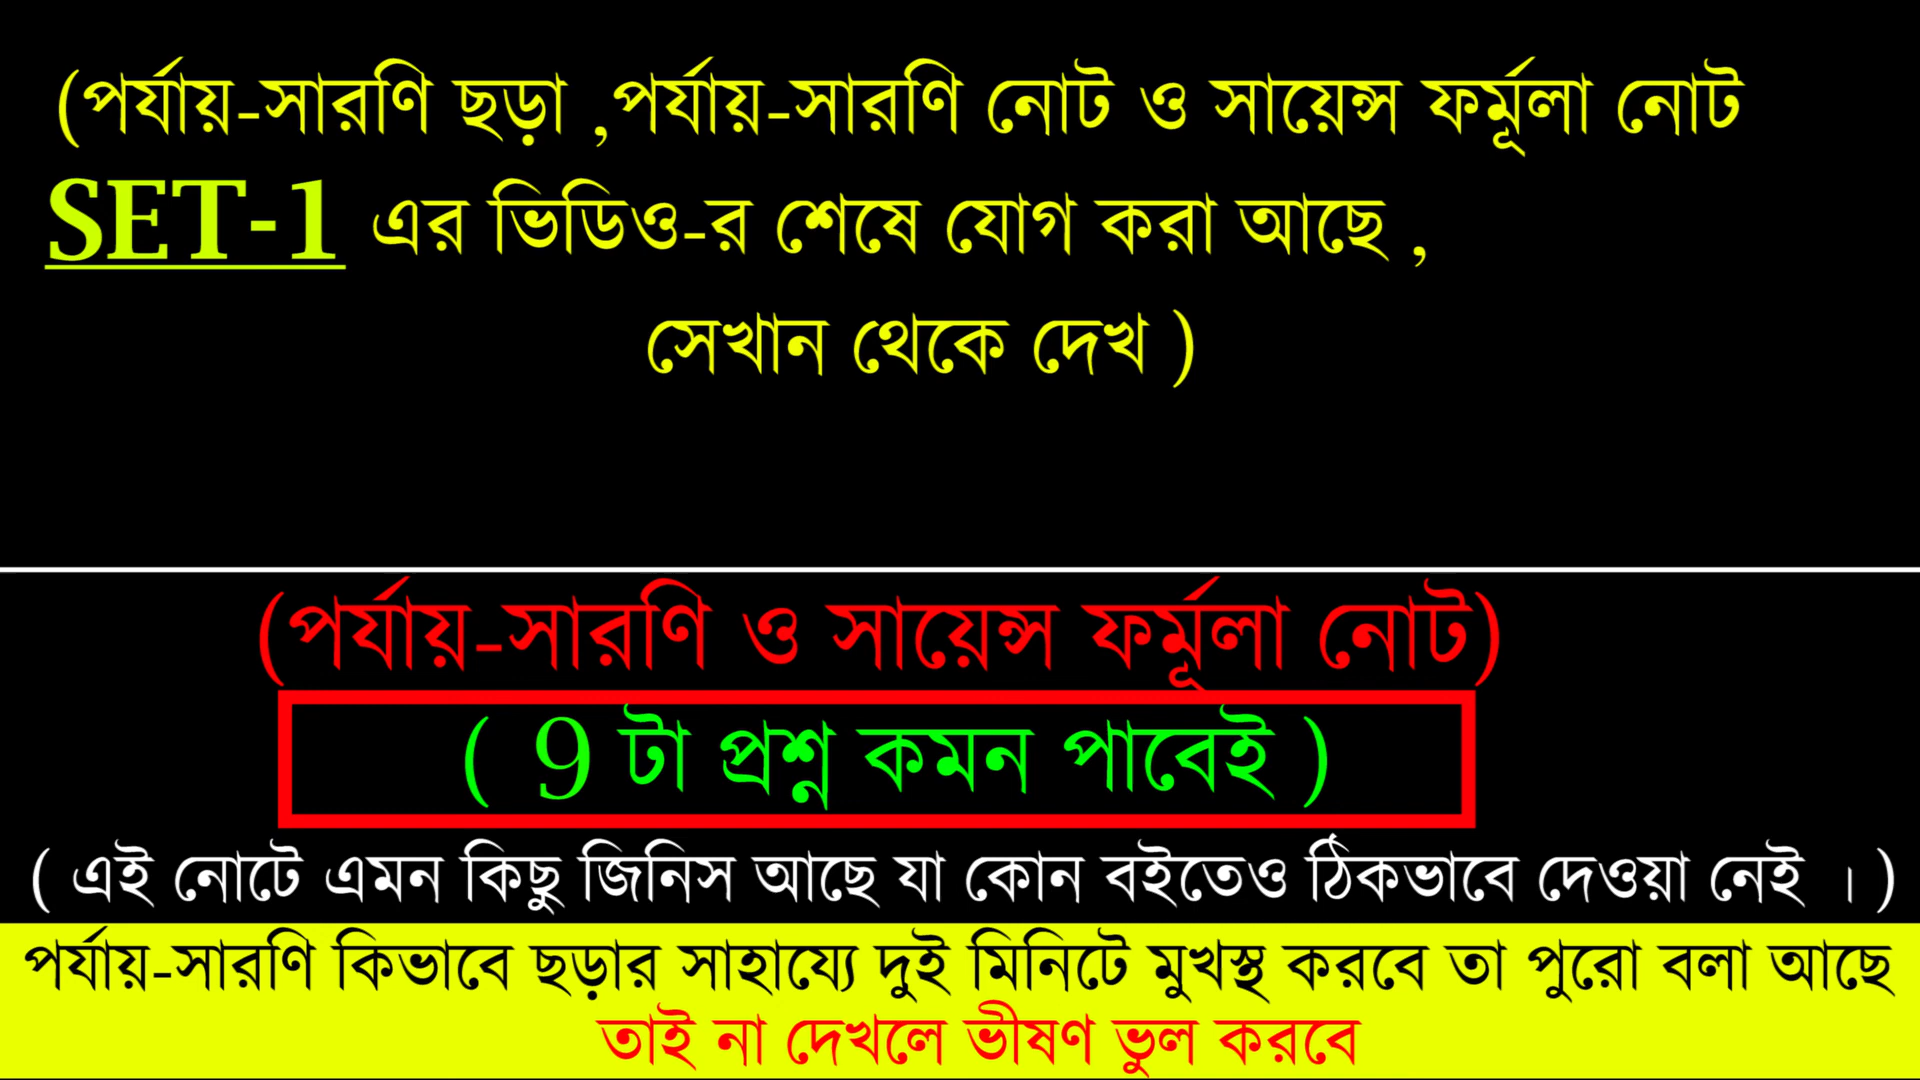 (পর্যায়-সারণি ছড়া ,পর্যায়-সারণি নোট ও সায়েন্স ফর্মূলা নোট
SET-1 এর ভিডিও-র শেষে যোগ করা আছে ,
সেখান থেকে দেখ )
(পর্যায়-সারণি ও সায়েন্স ফর্মূলা নোট)
( 9 টা প্রশ্ন কমন পাবেই )
( এই নোটে এমন কিছু জিনিস আছে যা কোন বইতেও ঠিকভাবে দেওয়া নেই । )
পর্যায়-সারণি কিভাবে ছড়ার সাহায্যে দুই মিনিটে মুখস্থ করবে তা পুরো বলা আছে
তাই না দেখলে ভীষণ ভুল করবে